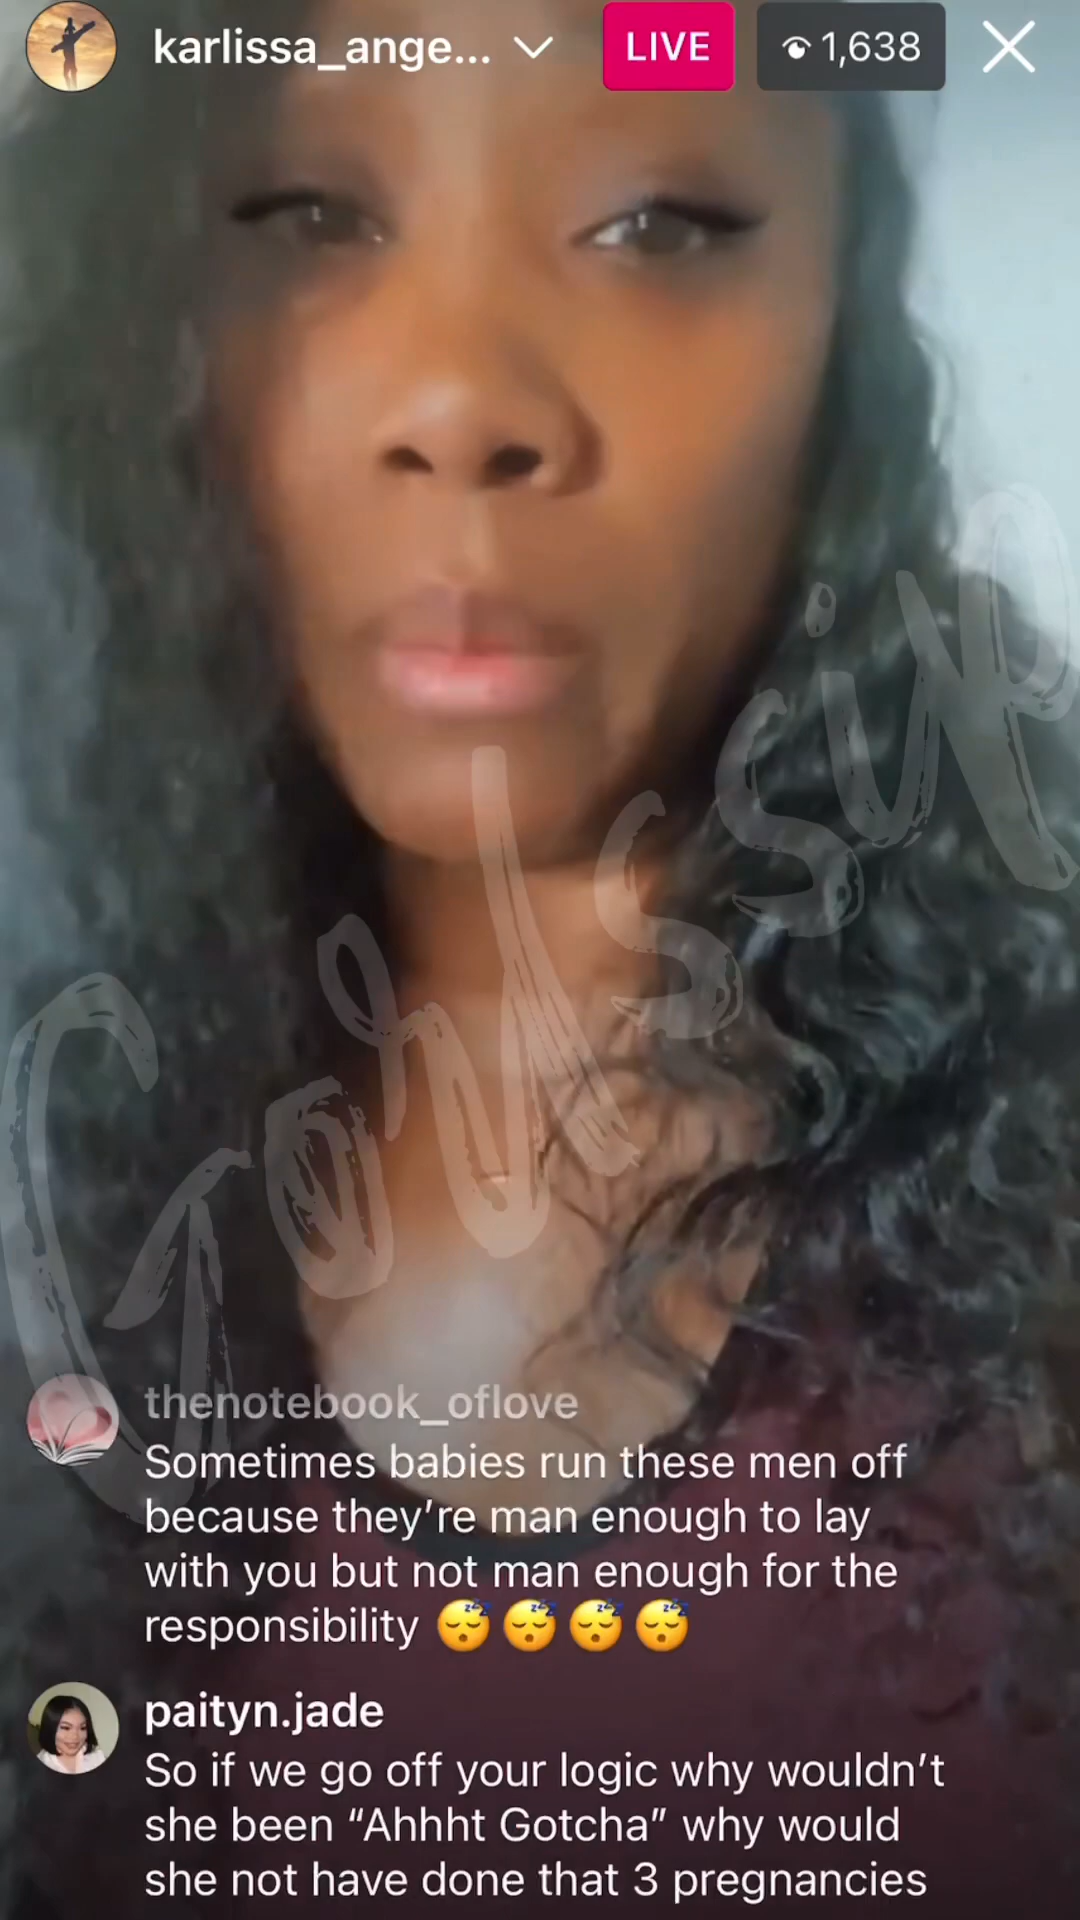 karlissa_ange...
LIVE
1,638
Gorlssip
thenotebook_oflove
Sometimes babies run these men off
because they’re man enough to lay
with you but not man enough for the
responsibility 😴😴😴😴
paityn.jade
So if we go off your logic why wouldn’t
she been “Ahhht Gotcha” why would
she not have done that 3 pregnancies